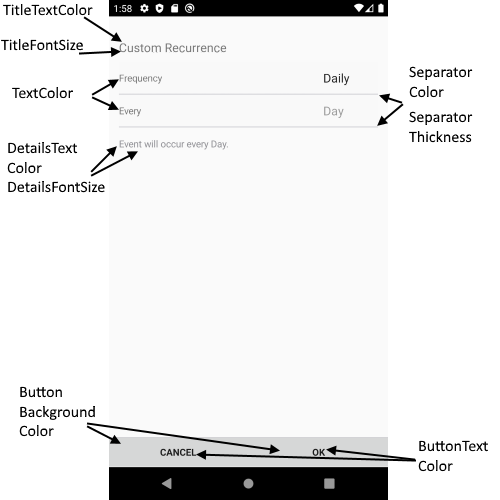 TitleTextColor
1:58
TitleFontSize
Custom Recurrence
TextColor
Frequency
Daily
Every
Day
Separator
Color
Separator
Thickness
DetailsText
Color
DetailsFontSize
Event will occur every Day.
Button
Background
Color
CANCEL
OK
ButtonText
Color